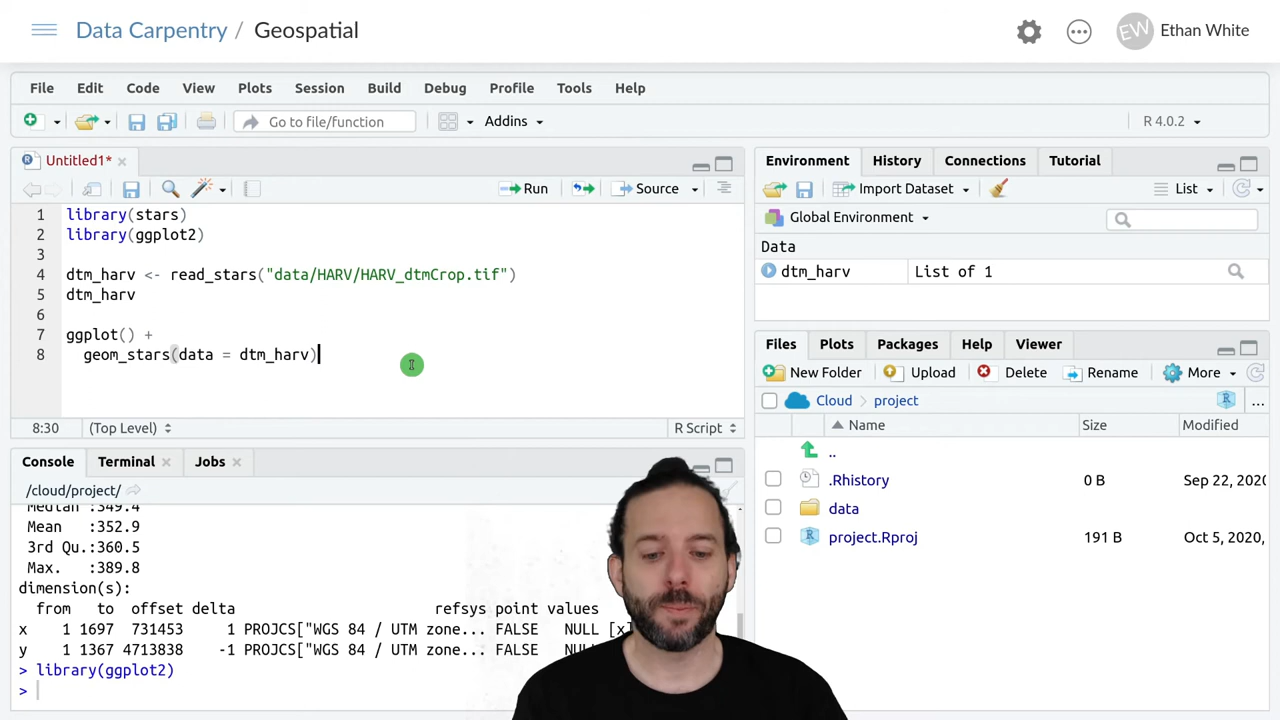 Data Carpentry / Geospatial
EW Ethan White
File Edit Code View Plots Session Build Debug Profile Tools Help
Go to file/function Addins R 4.0.2
Untitled1*
Run Source
1 library(stars)
2 library(ggplot2)
3
4 dtm_harv <- read_stars("data/HARV/HARV_dtmCrop.tif")
5 dtm_harv
6
7 ggplot() +
8 geom_stars(data = dtm_harv)
8:30 (Top Level) R Script
Console Terminal Jobs
/cloud/project/
Median :349.4
Mean :352.9
3rd Qu.:360.5
Max. :389.8
dimension(s):
from to offset delta refsys point values
x 1 1697 731453 1 PROJCS["WGS 84 / UTM zone... FALSE NULL [x]
y 1 1367 4713838 -1 PROJCS["WGS 84 / UTM zone... FALSE
> library(ggplot2)
>
Environment History Connections Tutorial
Import Dataset List
Global Environment
Data
dtm_harv List of 1
Files Plots Packages Help Viewer
New Folder Upload Delete Rename More
Cloud > project ...
Name Size Modified
..
.Rhistory 0 B Sep 22, 2020
data
project.Rproj 191 B Oct 5, 2020,